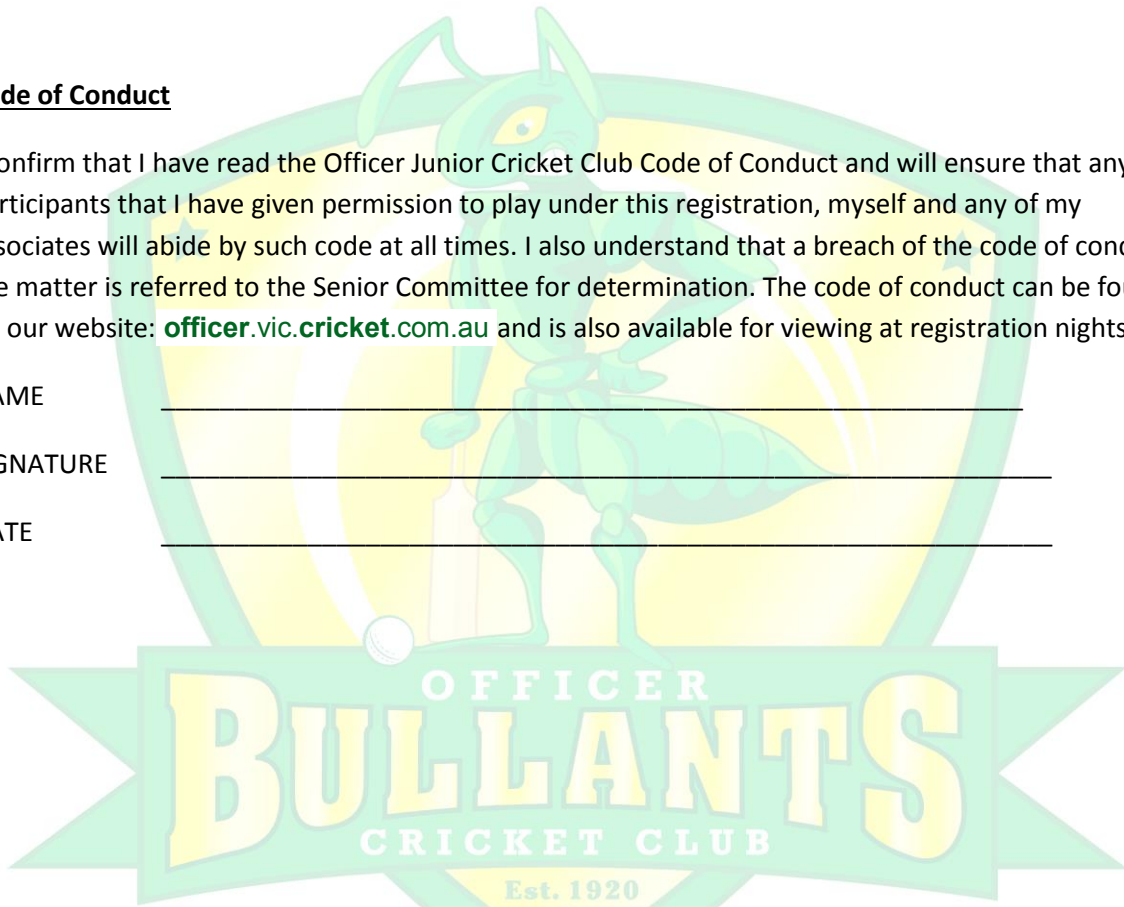 de of Conduct
onfirm that I have read the Officer Junior Cricket Club Code of Conduct and will ensure that any
rticipants that I have given permission to play under this registration, myself and any of my
sociates will abide by such code at all times. I also understand that a breach of the code of cond
e matter is referred to the Senior Committee for determination. The code of conduct can be fou
our website: officer.vic.cricket.com.au and is also available for viewing at registration nights
AME
GNATURE
ATE
OFFICER
BULLANTS
CRICKET CLUB
Est. 1920